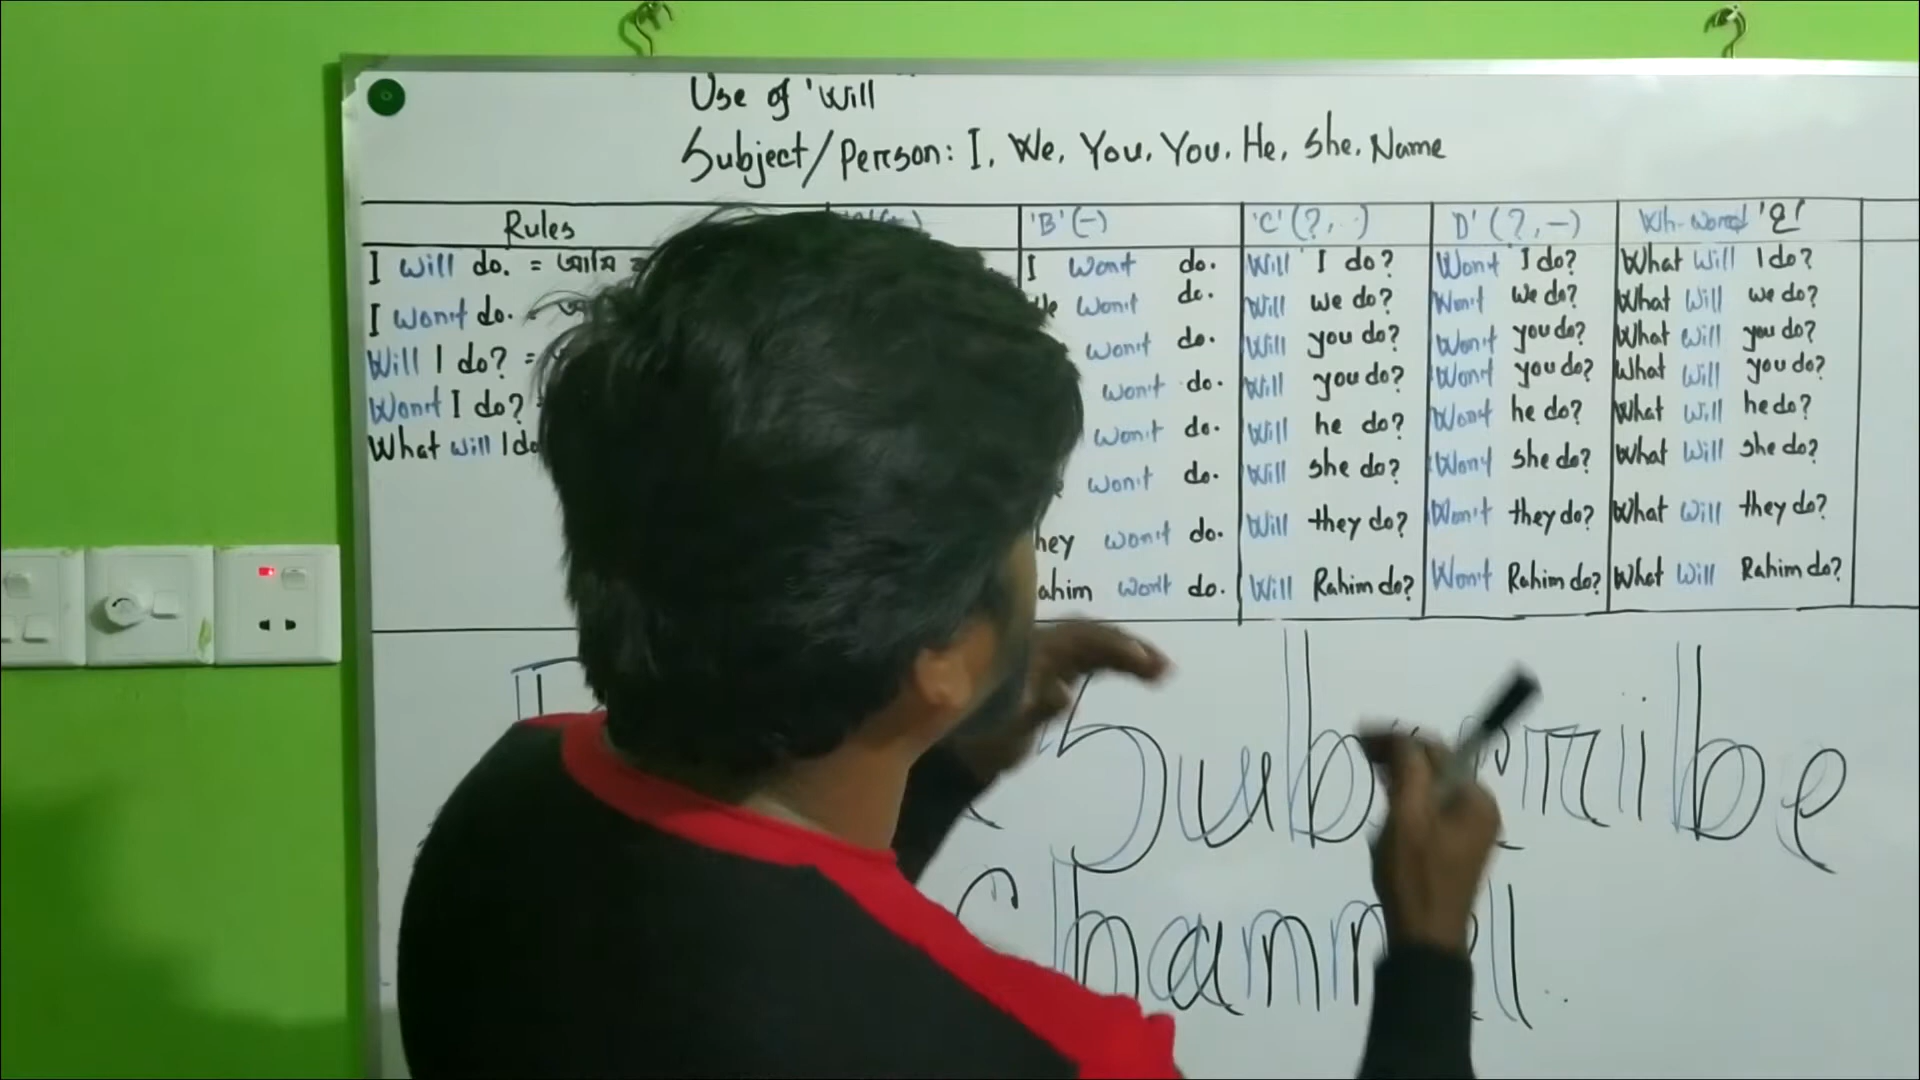 Use of 'Will
Subject/Person: I, We, You, You, He, She, Name
Rules
I will do. = আমি
I won't do. =
Will I do? =
Won't I do?
What will I do
'B' (-)
I won't do.
We won't do.
won't do.
won't do.
won't do.
won't do.
hey won't do.
ahim won't do.
'C' (?, )
Will I do?
Will we do?
Will you do?
Will you do?
Will he do?
Will she do?
Will they do?
Will Rahim do?
D' (?, -)
Won't I do?
Won't we do?
Won't you do?
Won't you do?
Won't he do?
Won't she do?
Won't they do?
Won't Rahim do?
Wh-word 'Q'
What will I do?
What will we do?
What will you do?
What will you do?
What will he do?
What will she do?
What will they do?
What will Rahim do?
Subscribe
Channel